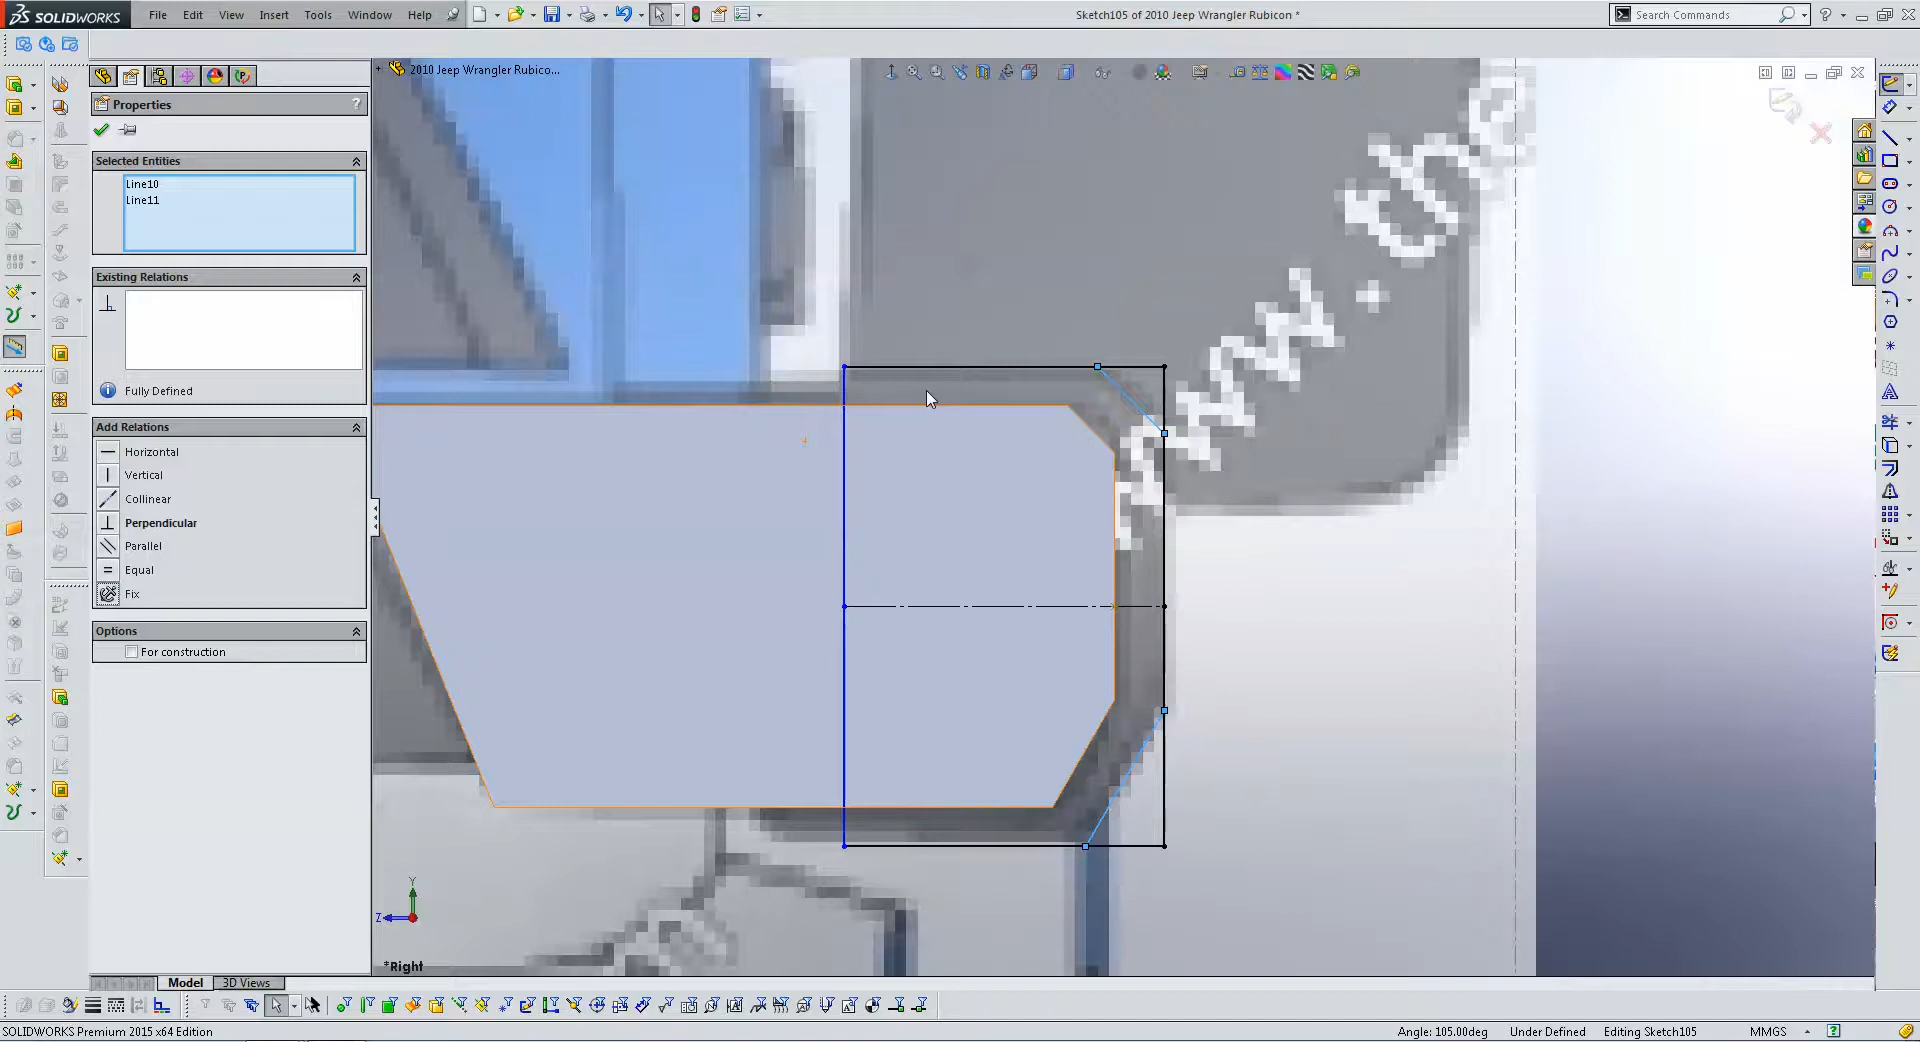 SOLIDWORKS File Edit View Insert Tools Window Help Sketch105 of 2010 Jeep Wrangler Rubicon * Search Commands
2010 Jeep Wrangler Rubico...
Properties ?
Selected Entities
Line10
Line11
Existing Relations
Fully Defined
Add Relations
Horizontal
Vertical
Collinear
Perpendicular
Parallel
Equal
Fix
Options
For construction
Y
Z
*Right
Model 3D Views
SOLIDWORKS Premium 2015 x64 Edition Angle: 105.00deg Under Defined Editing Sketch105 MMGS